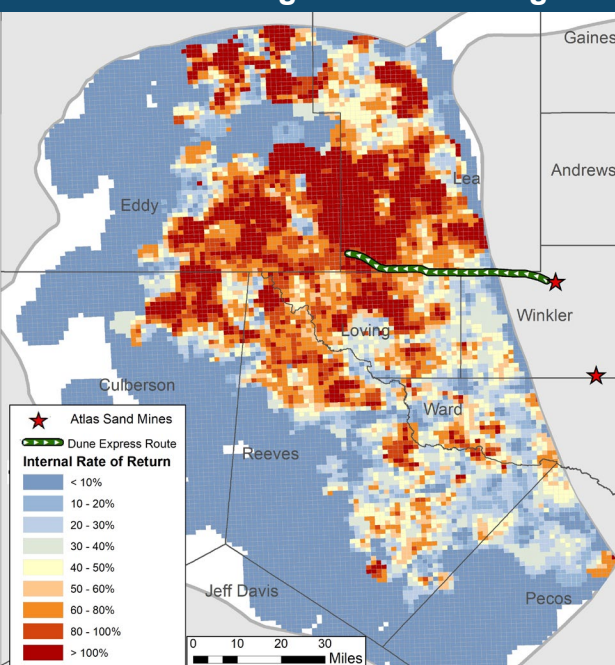 Gaines
Andrews
Lea
Eddy
Winkler
Loving
Culberson
Ward
Reeves
Jeff Davis
Pecos
Atlas Sand Mines
Dune Express Route
Internal Rate of Return
< 10%
10 - 20%
20 - 30%
30 - 40%
40 - 50%
50 - 60%
60 - 80%
80 - 100%
> 100%
0 10 20 30
Miles